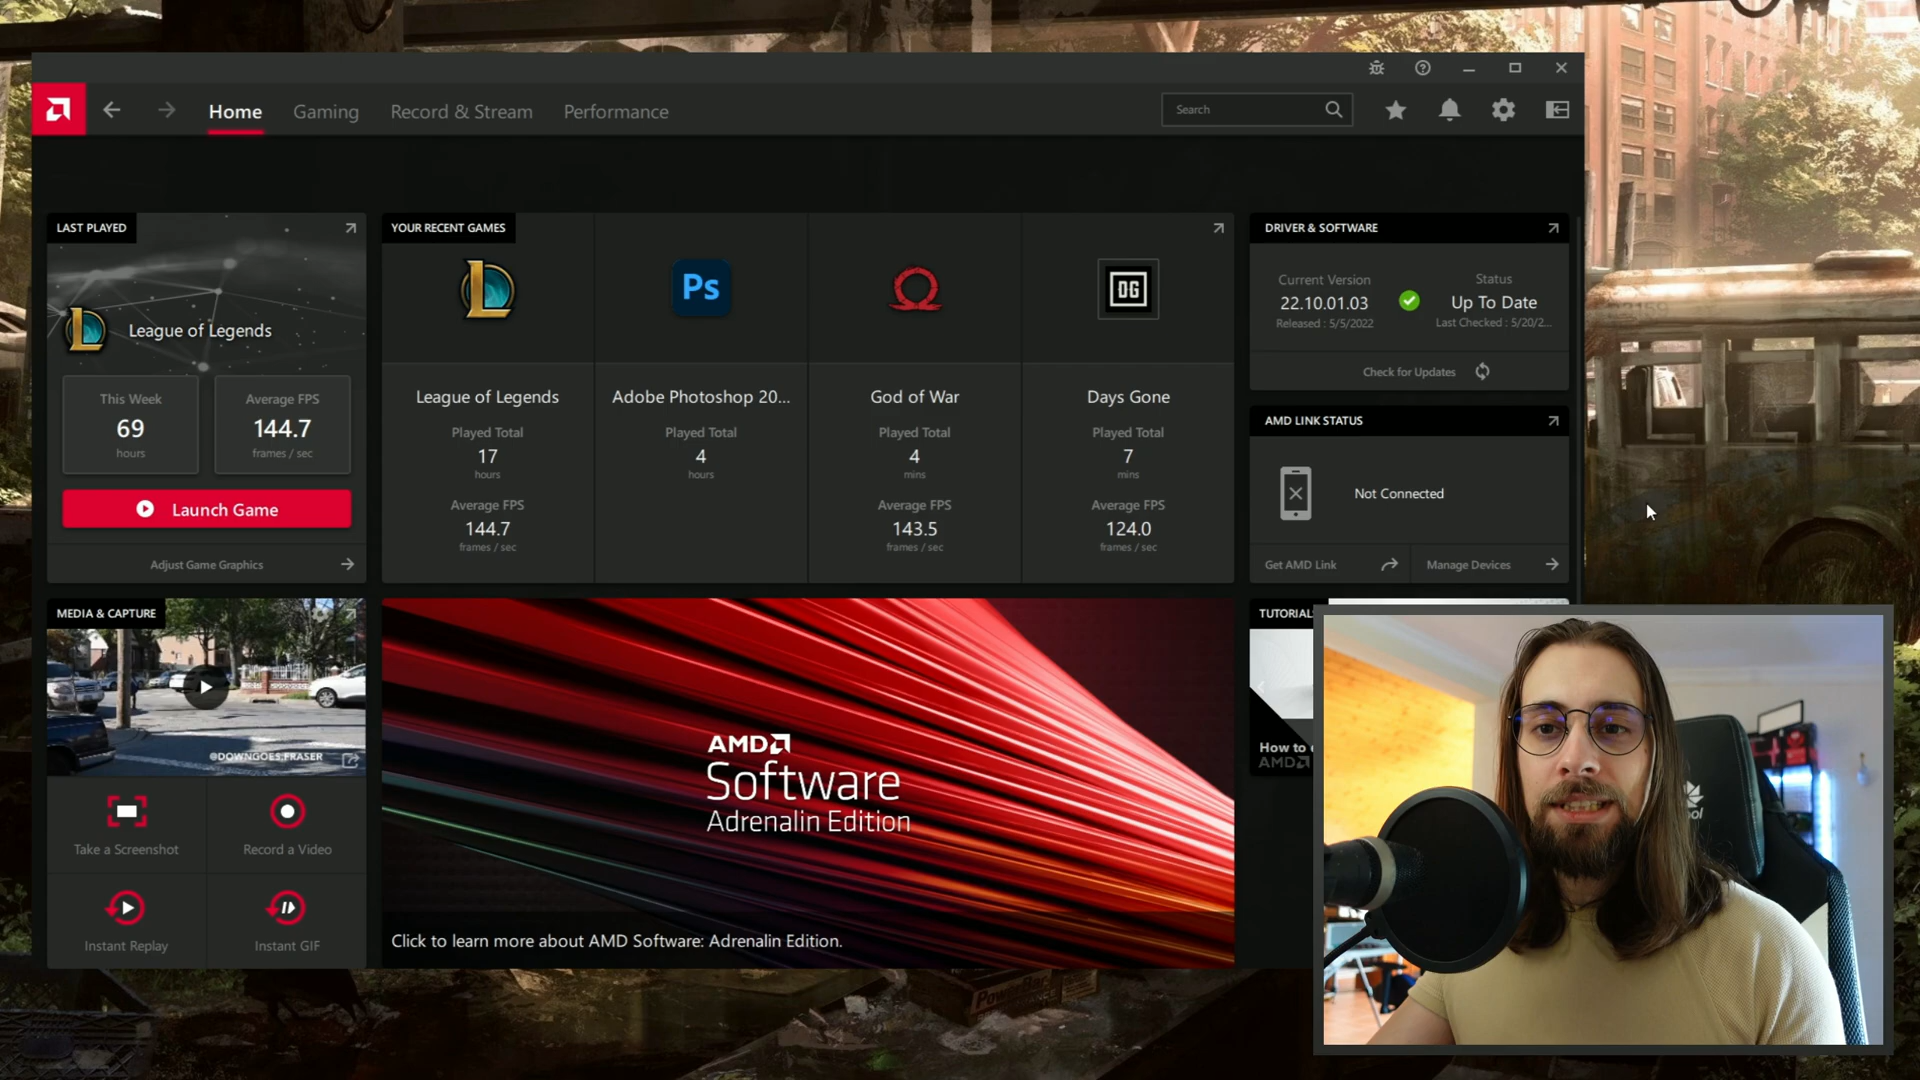 Home
Gaming
Record & Stream
Performance
Search
LAST PLAYED
League of Legends
This Week
69
hours
Average FPS
144.7
frames / sec
Launch Game
Adjust Game Graphics
YOUR RECENT GAMES
Ps
DG
League of Legends
Played Total
17
hours
Average FPS
144.7
frames / sec
Adobe Photoshop 20...
Played Total
4
hours
God of War
Played Total
4
mins
Average FPS
143.5
frames / sec
Days Gone
Played Total
7
mins
Average FPS
124.0
frames / sec
DRIVER & SOFTWARE
Current Version
22.10.01.03
Released : 5/5/2022
Status
Up To Date
Last Checked : 5/20/2...
Check for Updates
AMD LINK STATUS
Not Connected
Get AMD Link
Manage Devices
MEDIA & CAPTURE
@DOWNGOES.FRASER
Take a Screenshot
Record a Video
Instant Replay
Instant GIF
AMD
Software
Adrenalin Edition
Click to learn more about AMD Software: Adrenalin Edition.
TUTORIALS
How to
AMD